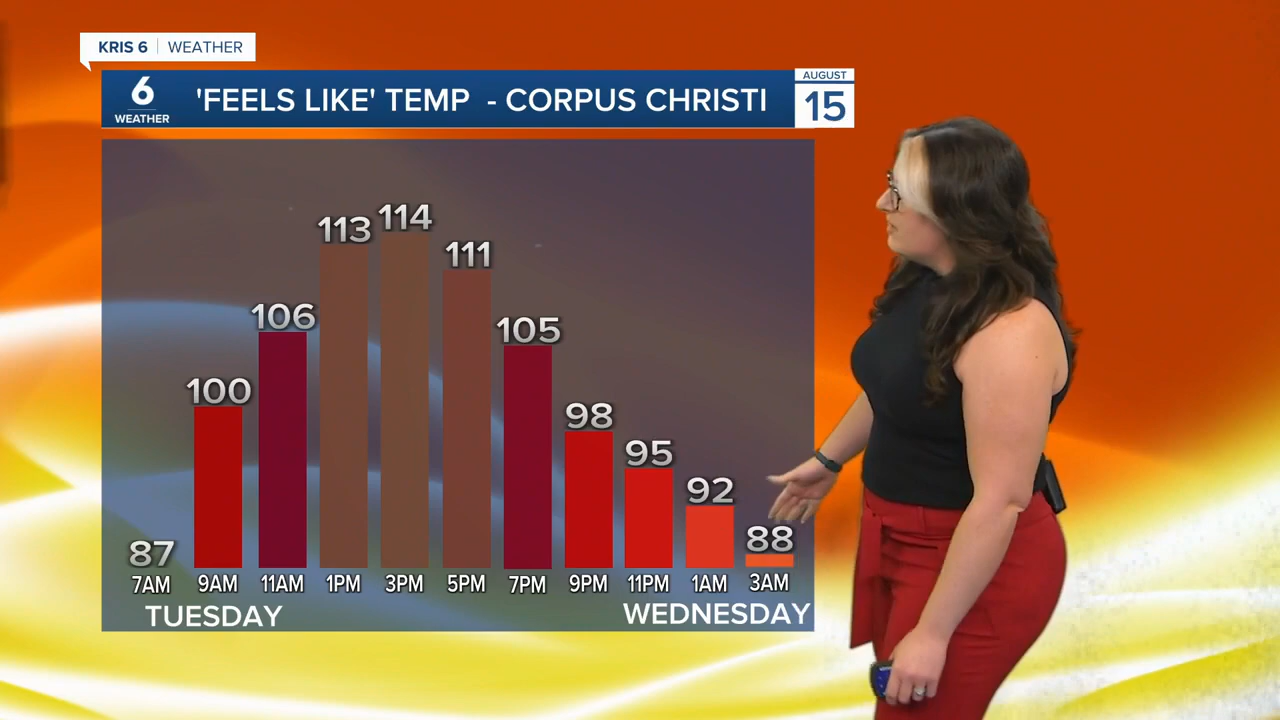 KRIS 6 | WEATHER
6
WEATHER
'FEELS LIKE' TEMP - CORPUS CHRISTI
AUGUST
15
113 114
111
106
105
100
98
95
92
88
87
7AM 9AM 11AM 1PM 3PM 5PM 7PM 9PM 11PM 1AM 3AM
TUESDAY WEDNESDAY